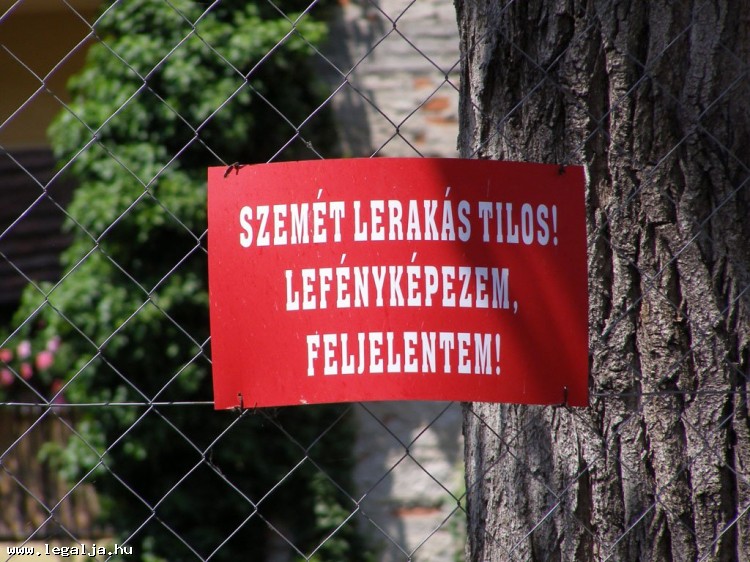 SZEMÉT LERAKÁS TILOS!
LEFÉNYKÉPEZEM,
FELJELENTEM!
www.legalja.hu